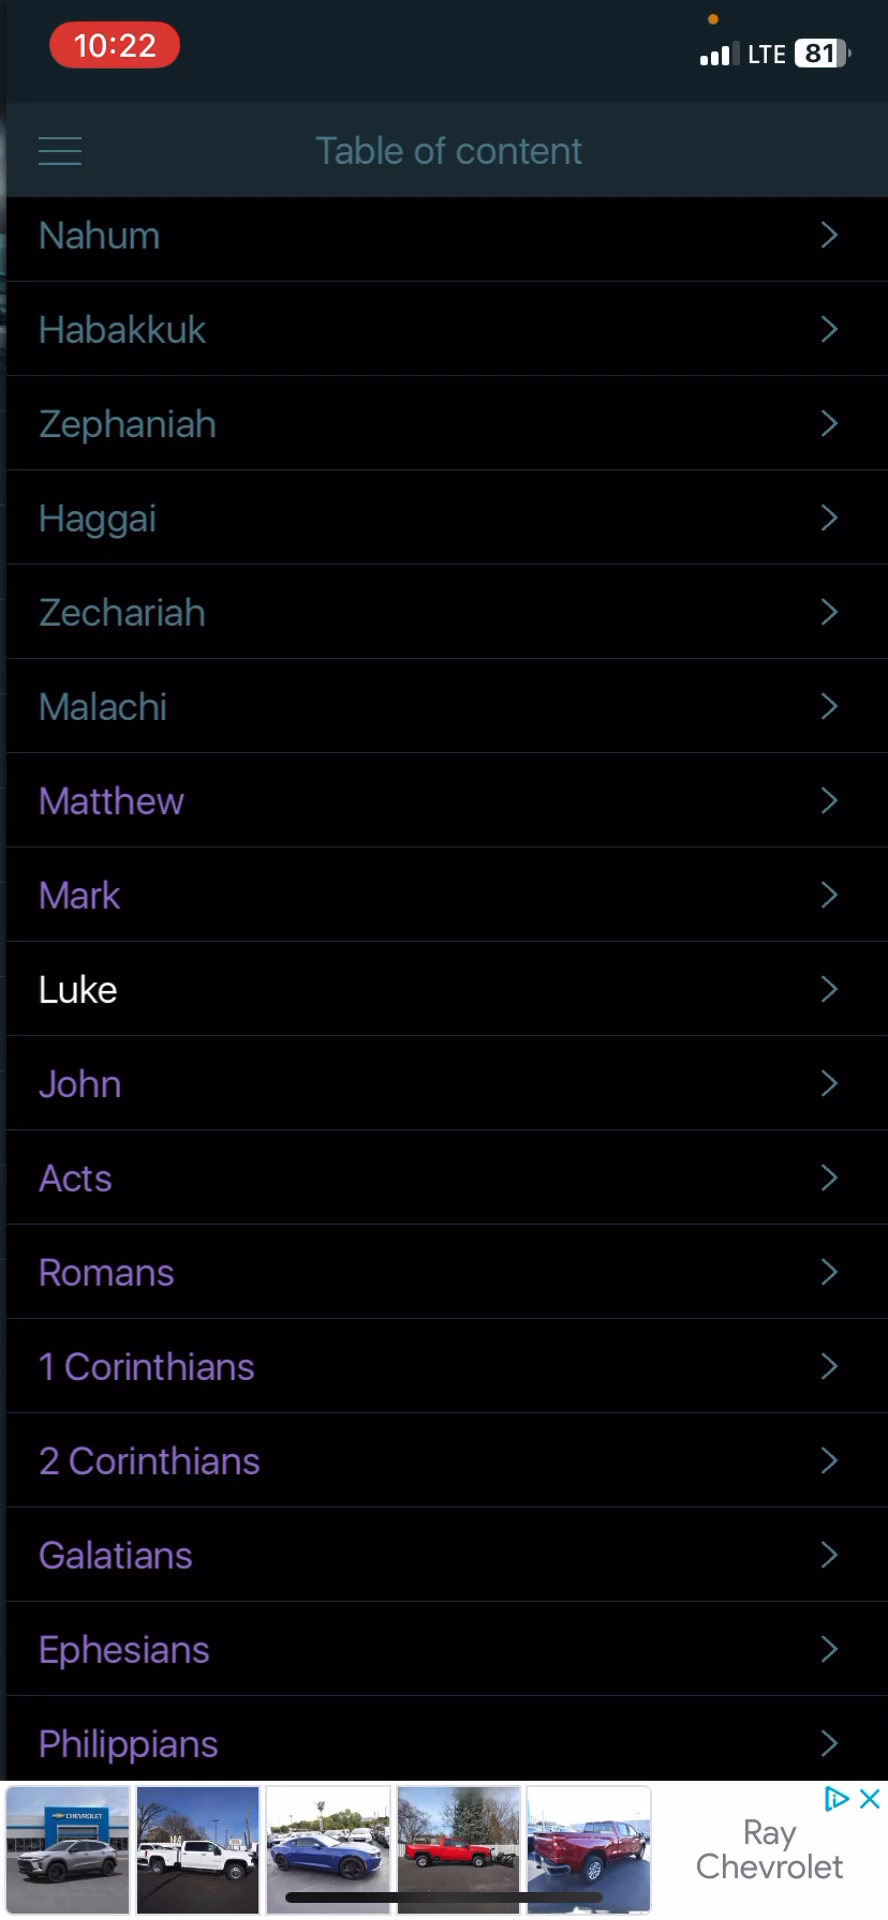 10:22
LTE 81
Table of content
Nahum
Habakkuk
Zephaniah
Haggai
Zechariah
Malachi
Matthew
Mark
Luke
John
Acts
Romans
1 Corinthians
2 Corinthians
Galatians
Ephesians
Philippians
CHEVROLET
Ray
Chevrolet